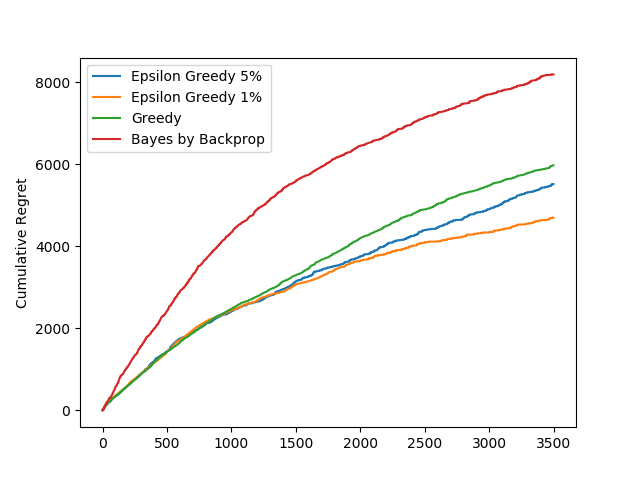 Epsilon Greedy 5%
Epsilon Greedy 1%
Greedy
Bayes by Backprop
Cumulative Regret
8000
6000
4000
2000
0
0 500 1000 1500 2000 2500 3000 3500